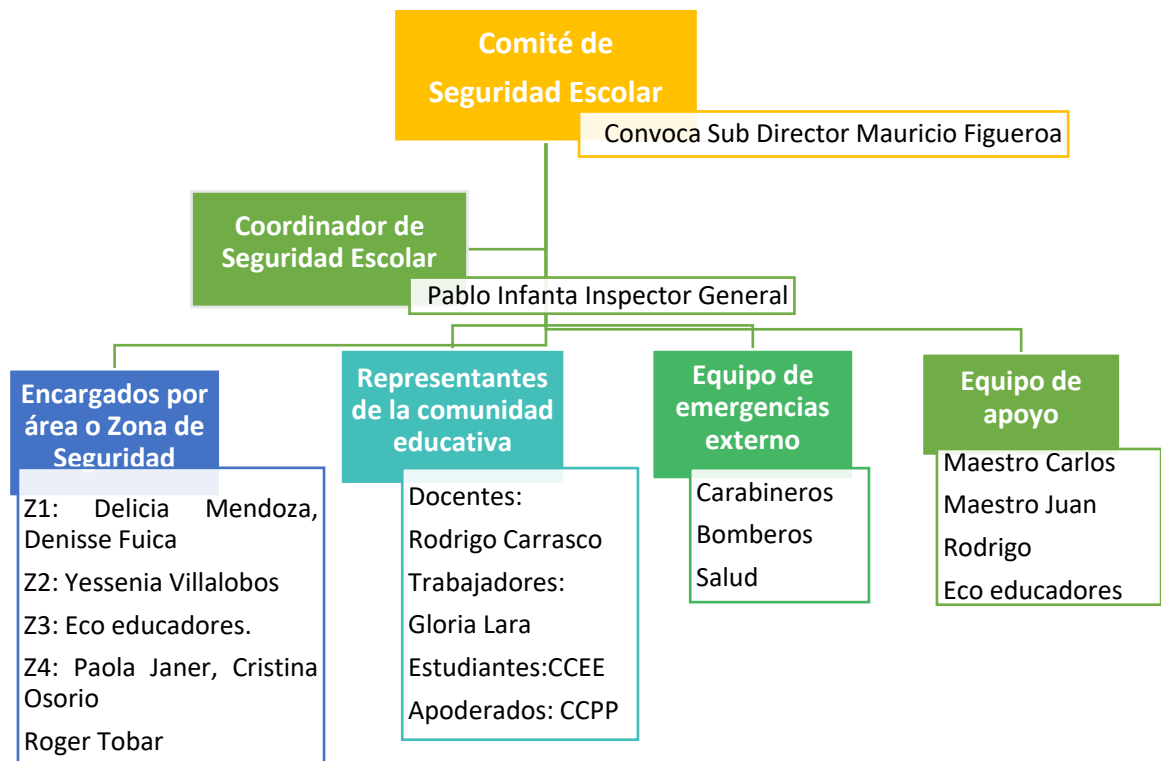 Comité de
Seguridad Escolar
Convoca Sub Director Mauricio Figueroa
Coordinador de
Seguridad Escolar
Pablo Infanta Inspector General
Encargados por
área o Zona de
Seguridad
Z1: Delicia Mendoza,
Denisse Fuica
Z2: Yessenia Villalobos
Z3: Eco educadores.
Z4: Paola Janer, Cristina
Osorio
Roger Tobar
Representantes
de la comunidad
educativa
Docentes:
Rodrigo Carrasco
Trabajadores:
Gloria Lara
Estudiantes:CCEE
Apoderados: CCPP
Equipo de
emergencias
externo
Carabineros
Bomberos
Salud
Equipo de
apoyo
Maestro Carlos
Maestro Juan
Rodrigo
Eco educadores